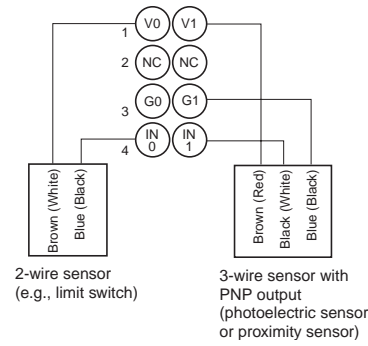 1 V0 V1
2 NC NC
3 G0 G1
4 IN 0 IN 1
Brown (White)
Blue (Black)
Brown (Red)
Black (White)
Blue (Black)
2-wire sensor
(e.g., limit switch)
3-wire sensor with
PNP output
(photoelectric sensor
or proximity sensor)